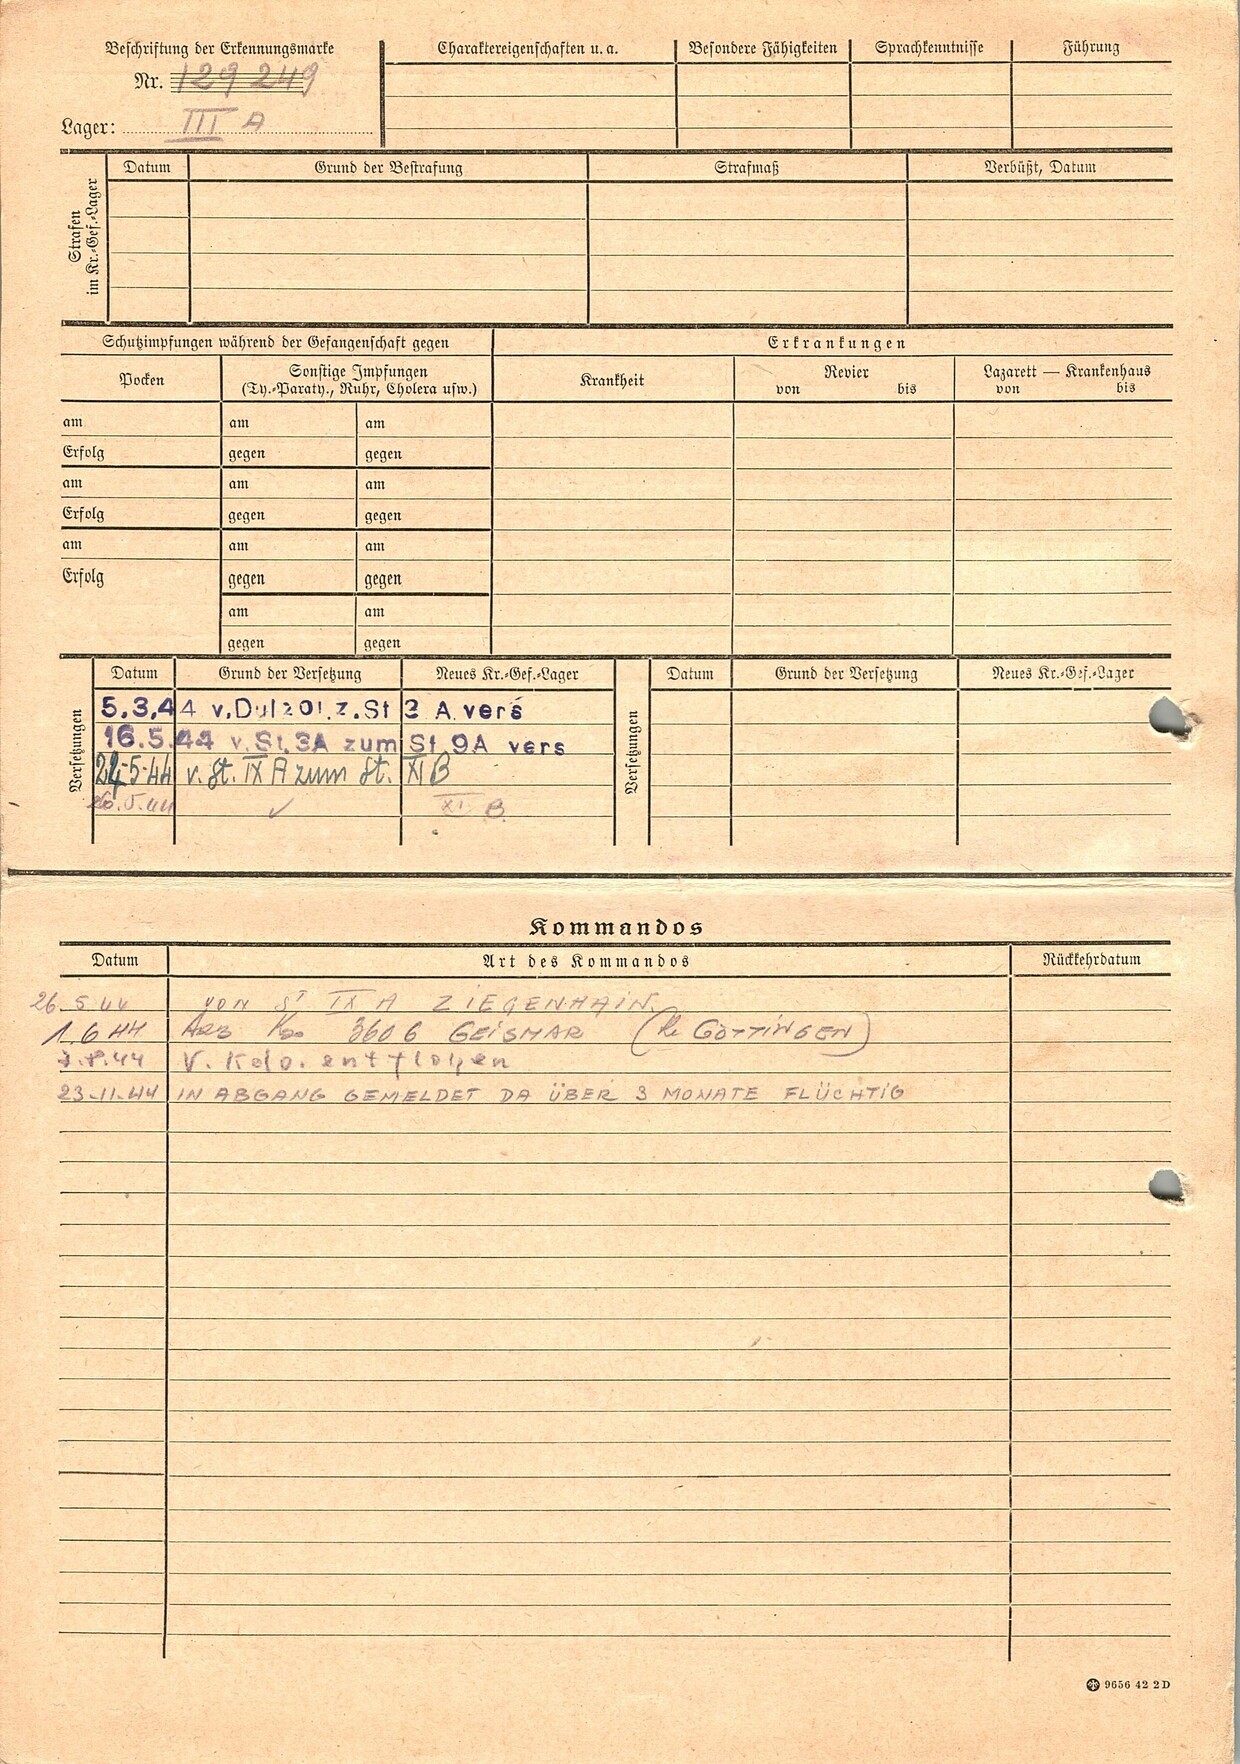 Beschriftung der Erkennungsmarke
Nr. 129 249
Lager: III A
Charaktereigenschaften u. a. Besondere Fähigkeiten Sprachkenntnisse Führung
Strafen im Kr.-Gef.-Lager
Datum Grund der Bestrafung Strafmaß Verbüßt, Datum
Schutzimpfungen während der Gefangenschaft gegen Erkrankungen
Pocken
Sonstige Impfungen
(Ty.-Paraty., Ruhr, Cholera usw.)
Krankheit
Revier
von bis
Lazarett — Krankenhaus
von bis
am am am
Erfolg gegen gegen
am am am
Erfolg gegen gegen
am am am
Erfolg gegen gegen
am am
gegen gegen
Versetzungen
Datum Grund der Versetzung Neues Kr.-Gef.-Lager
5.3.44 v. Dulz 01. z. St 3 A. vers
16.5.44 v. St. 3A zum St. 9A vers
24-5-44 v. St. IX A zum St. XI B
26.5.44 ✓ XI B
Versetzungen
Datum Grund der Versetzung Neues Kr.-Gef.-Lager
Kommandos
Datum Art des Kommandos Rückkehrdatum
26.5.44 VON ST IX A ZIEGENHAIN
1.6 44 3606 GEISMAR GÖTTINGEN)
.8.44 V. Kdo. entflohen
23-11-44 IN ABGANG GEMELDET DA ÜBER 3 MONATE FLÜCHTIG
9656 42 2 D